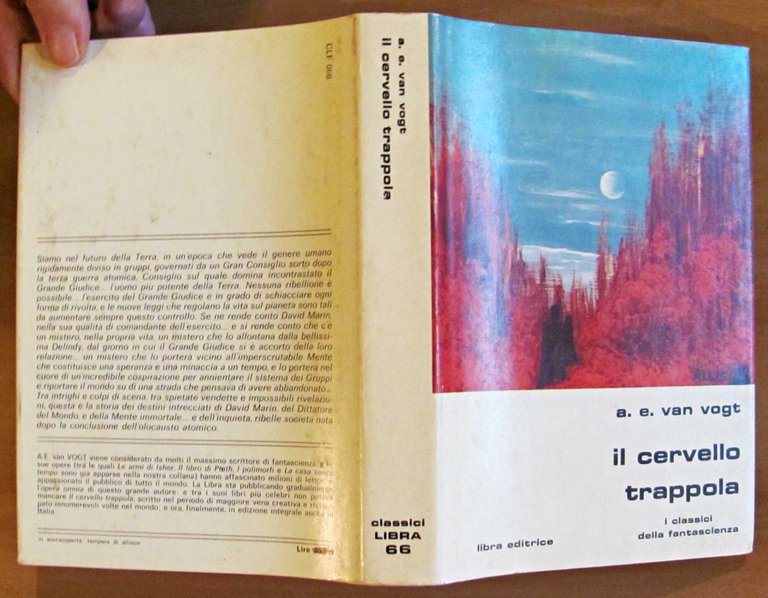 CLF 066
Siamo nel futuro della Terra, in un'epoca che vede il genere umano
rigidamente diviso in gruppi, governati da un Gran Consiglio sorto dopo
la terza guerra atomica, Consiglio sul quale domina incontrastato il
Grande Giudice... l'uomo più potente della Terra. Nessuna ribellione è
possibile... l'esercito del Grande Giudice è in grado di schiacciare ogni
forma di rivolta, e le nuove leggi che regolano la vita sul pianeta sono tali
da aumentare sempre questo controllo. Se ne rende conto David Marin,
nella sua qualità di comandante dell'esercito... e si rende conto che c'è
un mistero, nella propria vita, un mistero che lo allontana dalla bellissi-
ma Delindy, dal giorno in cui il Grande Giudice si è accorto della loro
relazione... un mistero che lo porterà vicino all'imperscrutabile Mente
che costituisce una speranza e una minaccia a un tempo, e lo porterà nel
cuore di un'incredibile cospirazione per annientare il sistema dei Gruppi
e riportare il mondo su di una strada che pensava di avere abbandonato...
Tra intrighi e colpi di scena, tra spietate vendette e impossibili rivelazio-
ni, questa è la storia dei destini intrecciati di David Marin, del Dittatore
del Mondo, e della Mente immortale... e dell'inquieta, ribelle società nata
dopo la conclusione dell'olocausto atomico.
A.E. van VOGT viene considerato da molti il massimo scrittore di fantascienza, e le
sue opere (tra le quali Le armi di Isher, Il libro di Ptath, I polimorfi e La casa senza
tempo sono già apparse nella nostra collana) hanno affascinato milioni di lettori e
appassionato il pubblico di tutto il mondo. La Libra sta pubblicando gradualmente
l'opera omnia di questo grande autore: e tra i suoi libri più celebri non poteva
mancare Il cervello trappola, scritto nel periodo di maggiore vena creativa e
pato innumerevoli volte nel mondo; e ora, finalmente, in edizione integrale anche in
Italia.
in sovracoperta: tempera di allison
Lire
a. e. van vogt
il cervello trappola
classici
LIBRA
66
a. e. van vogt
il cervello
trappola
i classici
della fantascienza
libra editrice